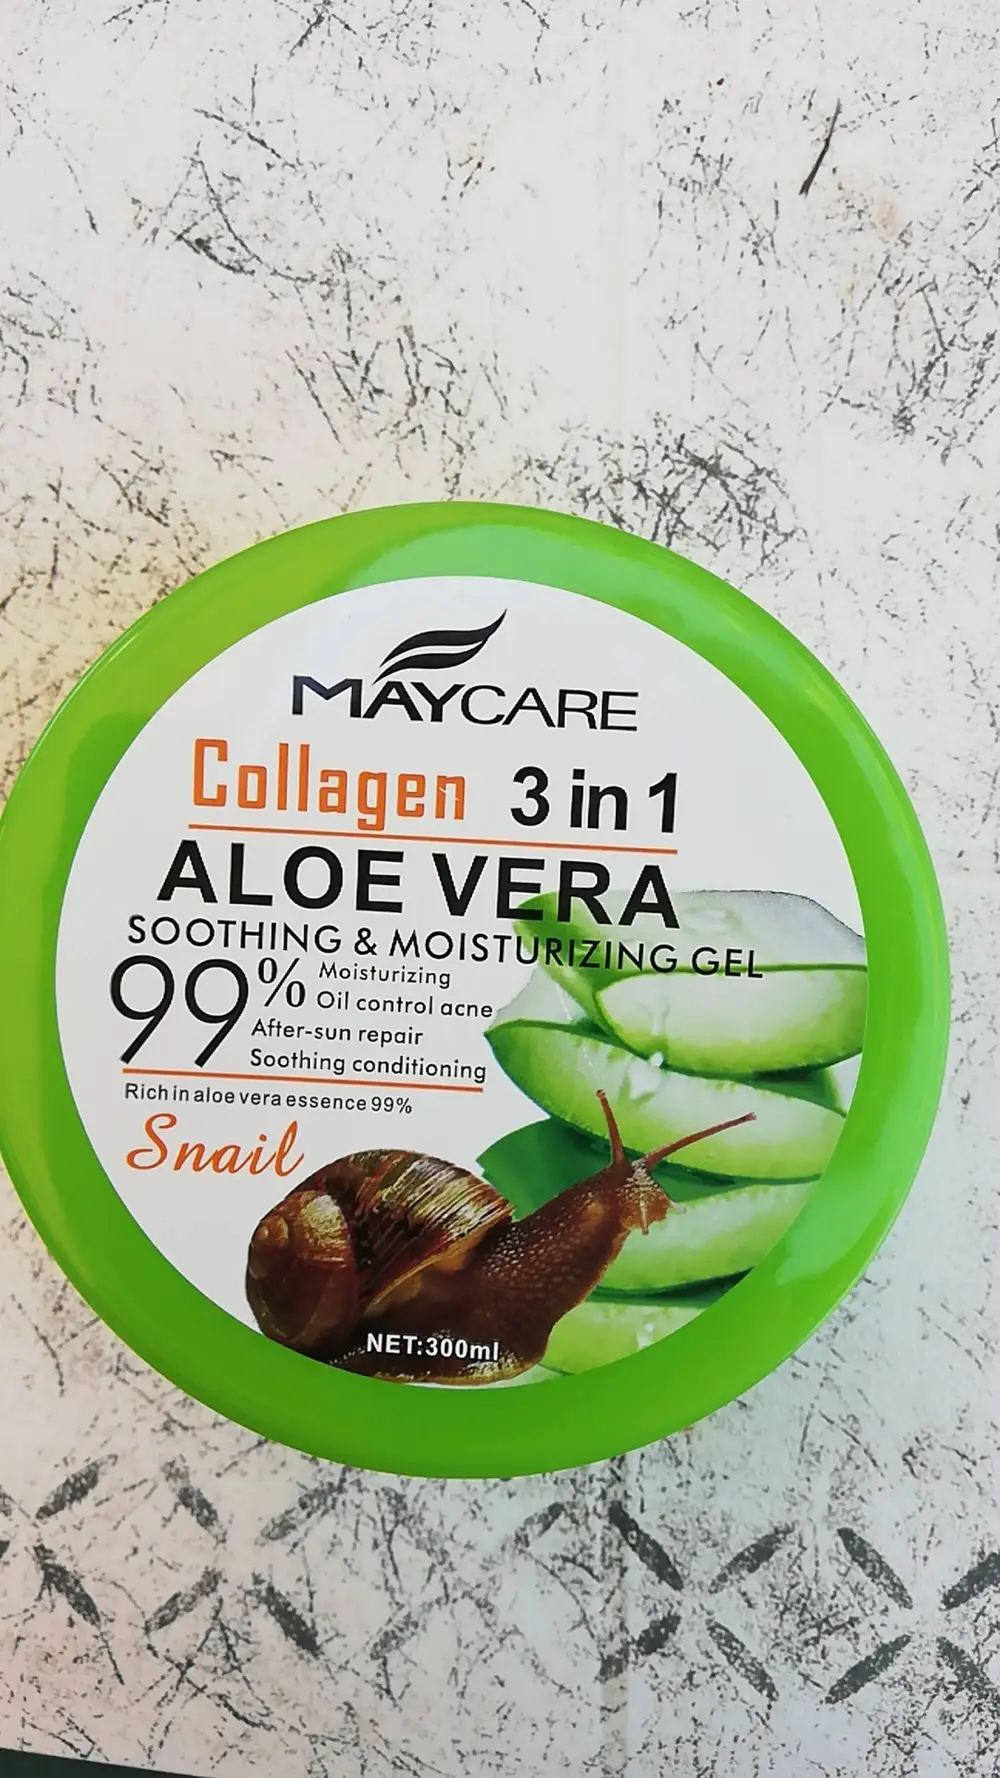 MAYCARE
Collagen 3 in 1
ALOE VERA
SOOTHING & MOISTURIZING GEL
99% Moisturizing
Oil control acne
After-sun repair
Soothing conditioning
Rich in aloe vera essence 99%
Snail
NET:300ml